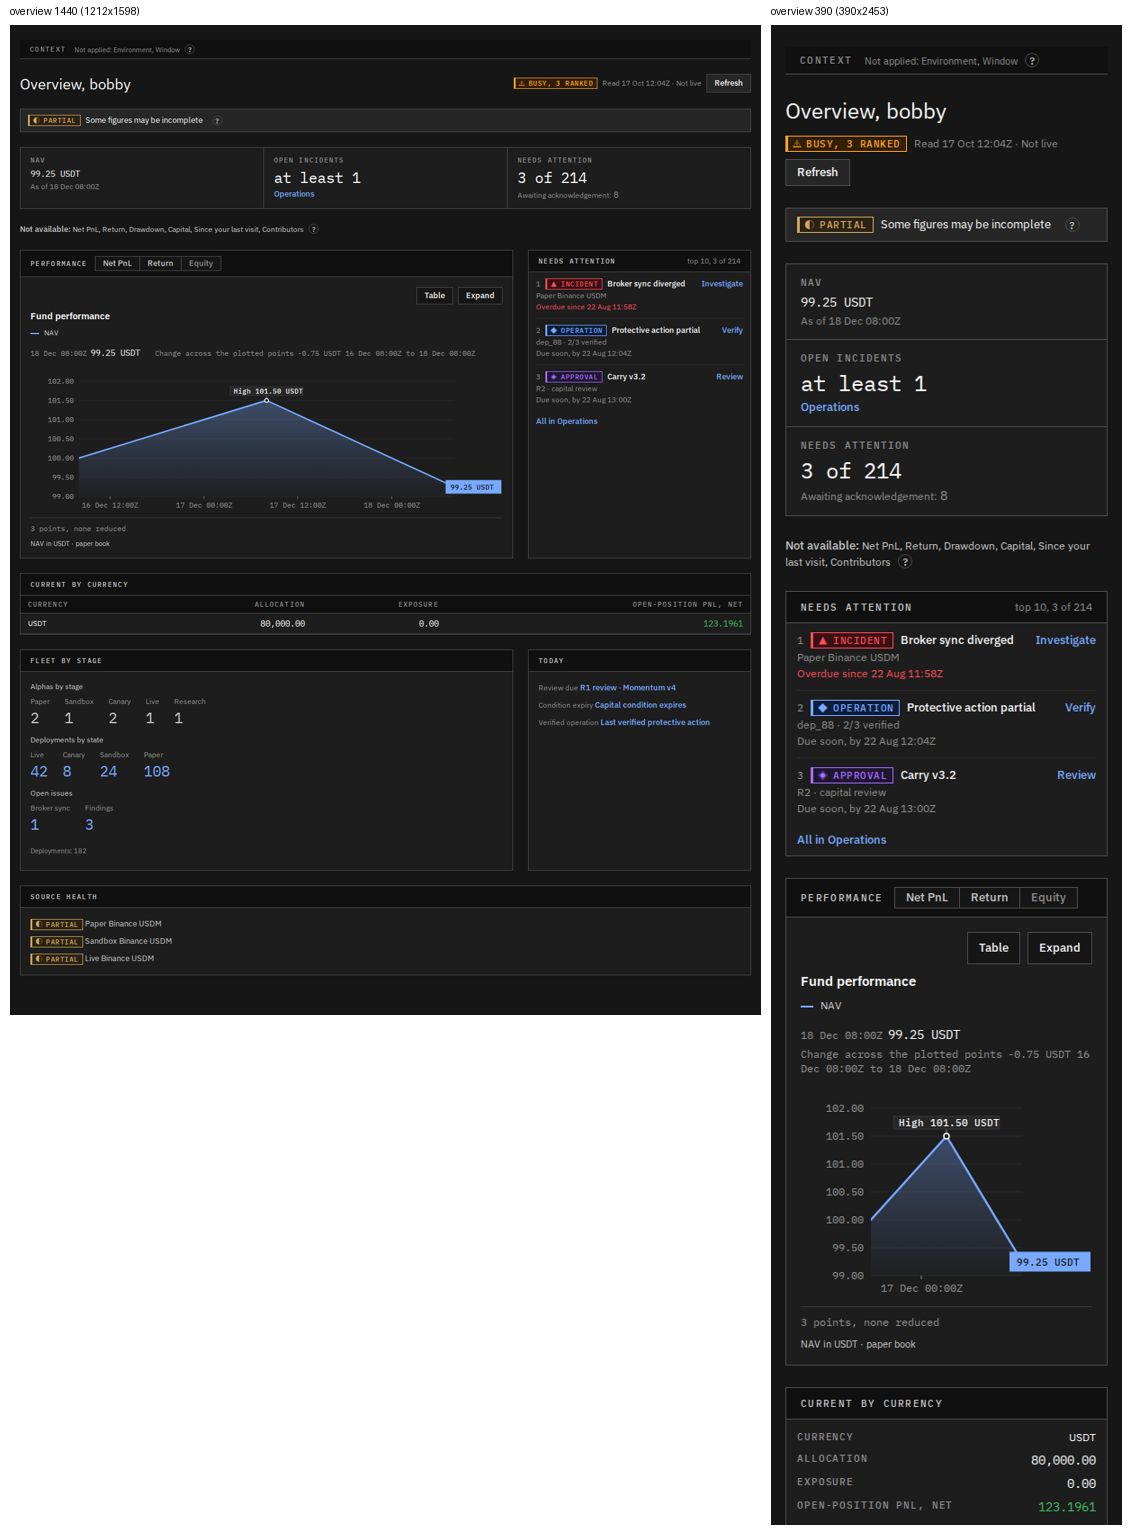 overview 1440 (1212x1598)
CONTEXT Not applied: Environment, Window ?
Overview, bobby
BUSY, 3 RANKED Read 17 Oct 12:04Z · Not live Refresh
PARTIAL Some figures may be incomplete ?
NAV
99.25 USDT
As of 18 Dec 08:00Z
OPEN INCIDENTS
at least 1
Operations
NEEDS ATTENTION
3 of 214
Awaiting acknowledgement: 8
Not available: Net PnL, Return, Drawdown, Capital, Since your last visit, Contributors ?
PERFORMANCE Net PnL Return Equity
Table Expand
Fund performance
NAV
18 Dec 08:00Z 99.25 USDT Change across the plotted points -0.75 USDT 16 Dec 08:00Z to 18 Dec 08:00Z
102.00
High 101.50 USDT
101.50
101.00
100.50
100.00
99.50
99.25 USDT
99.00
16 Dec 12:00Z 17 Dec 00:00Z 17 Dec 12:00Z 18 Dec 00:00Z
3 points, none reduced
NAV in USDT · paper book
NEEDS ATTENTION top 10, 3 of 214
1 INCIDENT Broker sync diverged Investigate
Paper Binance USDM
Overdue since 22 Aug 11:58Z
2 OPERATION Protective action partial Verify
dep_88 · 2/3 verified
Due soon, by 22 Aug 12:04Z
3 APPROVAL Carry v3.2 Review
R2 · capital review
Due soon, by 22 Aug 13:00Z
All in Operations
CURRENT BY CURRENCY
CURRENCY ALLOCATION EXPOSURE OPEN-POSITION PNL, NET
USDT 80,000.00 0.00 123.1961
FLEET BY STAGE
Alphas by stage
Paper Sandbox Canary Live Research
2 1 2 1 1
Deployments by state
Live Canary Sandbox Paper
42 8 24 108
Open issues
Broker sync Findings
1 3
Deployments: 182
TODAY
Review due R1 review · Momentum v4
Condition expiry Capital condition expires
Verified operation Last verified protective action
SOURCE HEALTH
PARTIAL Paper Binance USDM
PARTIAL Sandbox Binance USDM
PARTIAL Live Binance USDM
overview 390 (390x2453)
CONTEXT Not applied: Environment, Window ?
Overview, bobby
BUSY, 3 RANKED Read 17 Oct 12:04Z · Not live
Refresh
PARTIAL Some figures may be incomplete ?
NAV
99.25 USDT
As of 18 Dec 08:00Z
OPEN INCIDENTS
at least 1
Operations
NEEDS ATTENTION
3 of 214
Awaiting acknowledgement: 8
Not available: Net PnL, Return, Drawdown, Capital, Since your
last visit, Contributors ?
NEEDS ATTENTION top 10, 3 of 214
1 INCIDENT Broker sync diverged Investigate
Paper Binance USDM
Overdue since 22 Aug 11:58Z
2 OPERATION Protective action partial Verify
dep_88 · 2/3 verified
Due soon, by 22 Aug 12:04Z
3 APPROVAL Carry v3.2 Review
R2 · capital review
Due soon, by 22 Aug 13:00Z
All in Operations
PERFORMANCE Net PnL Return Equity
Table Expand
Fund performance
NAV
18 Dec 08:00Z 99.25 USDT
Change across the plotted points -0.75 USDT 16
Dec 08:00Z to 18 Dec 08:00Z
102.00
High 101.50 USDT
101.50
101.00
100.50
100.00
99.50
99.25 USDT
99.00
17 Dec 00:00Z
3 points, none reduced
NAV in USDT · paper book
CURRENT BY CURRENCY
CURRENCY USDT
ALLOCATION 80,000.00
EXPOSURE 0.00
OPEN-POSITION PNL, NET 123.1961